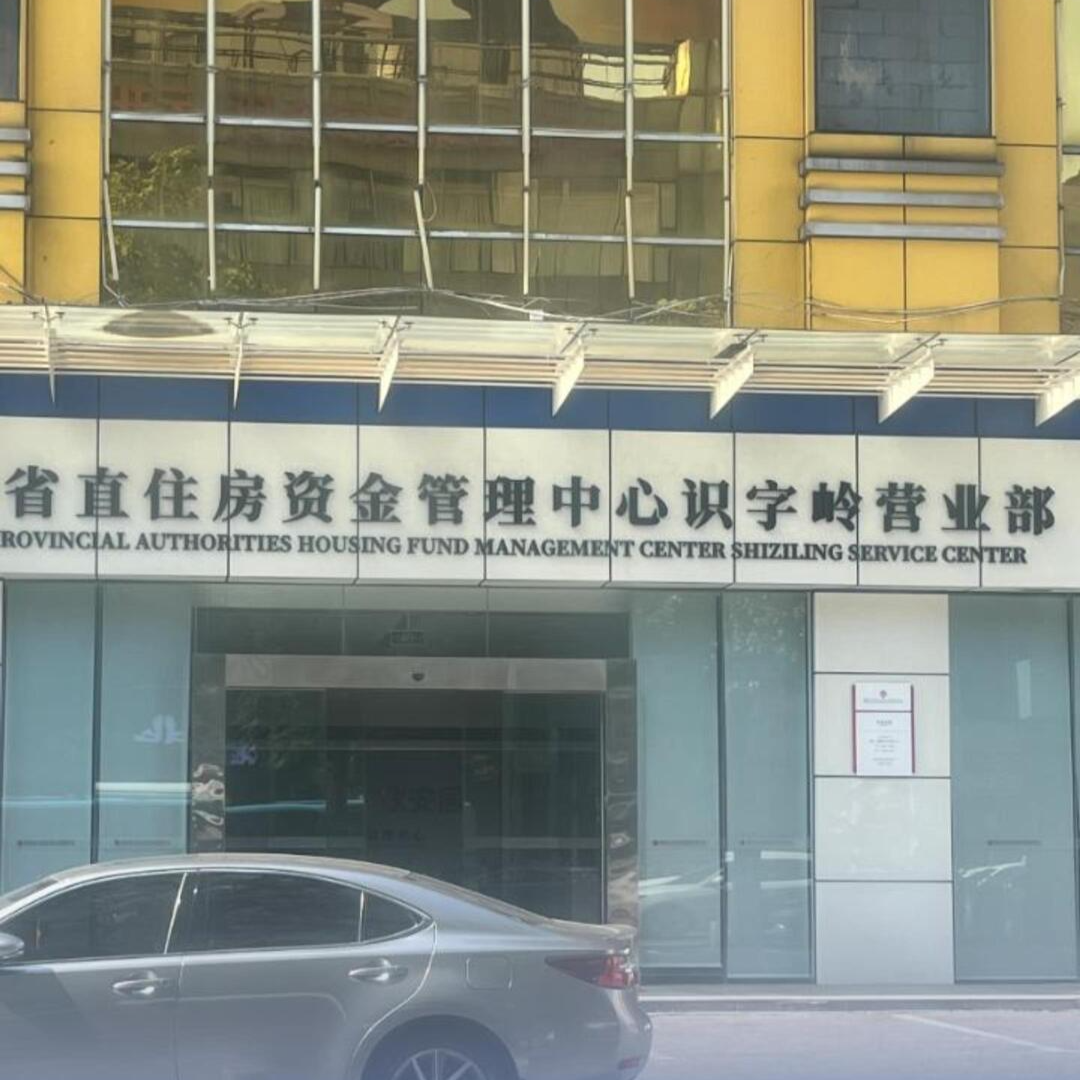 省直住房资金管理中心识字岭营业部
ROVINCIAL AUTHORITIES HOUSING FUND MANAGEMENT CENTER SHIZILING SERVICE CENTER